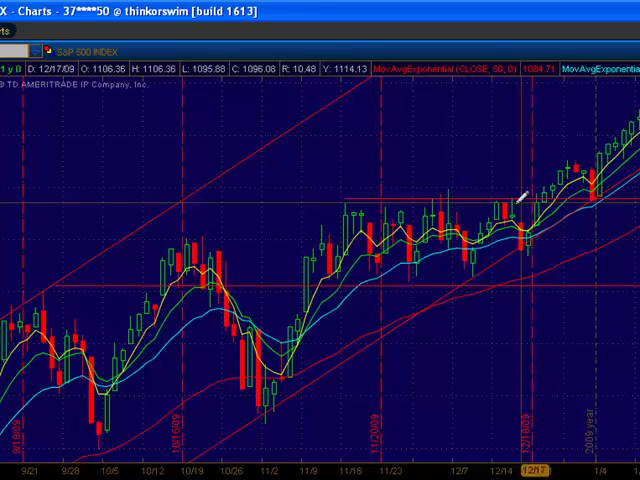 X - Charts - 37****50 @ thinkorswim [build 1613]
rts
S&P 500 INDEX
1 y D D: 12/17/09 O: 1106.36 H: 1106.36 L: 1095.88 C: 1096.08 R: 10.48 Y: 1114.13 MovAvgExponential (CLOSE, 50, 0) 1084.71 MovAvgExponentia
© TD AMERITRADE IP Company, Inc.
9/18/09 10/16/09 11/20/09 12/18/09 2009 year
9/21 9/28 10/5 10/12 10/19 10/26 11/2 11/9 11/16 11/23 12/7 12/14 12/17 1/4